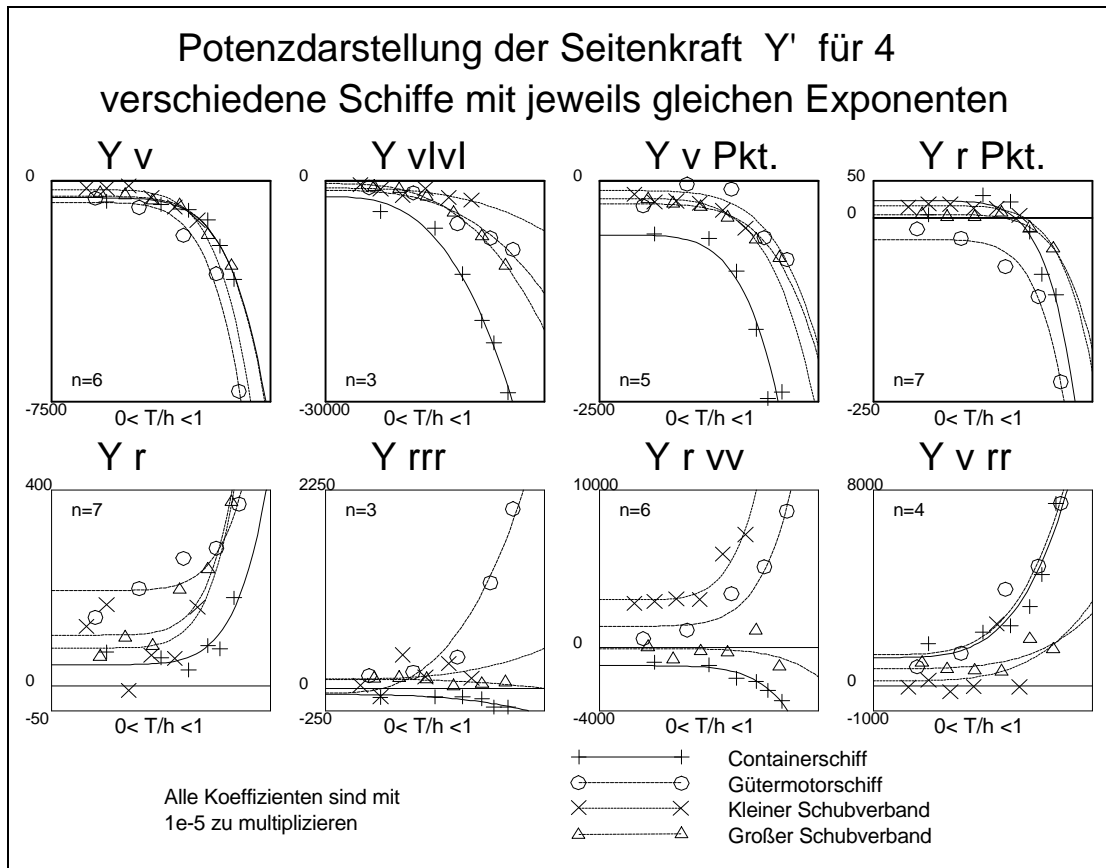 Potenzdarstellung der Seitenkraft Y' für 4
verschiedene Schiffe mit jeweils gleichen Exponenten
Y v
Y vIvI
Y v Pkt.
Y r Pkt.
0
0
0
50
0
n=6
n=3
n=5
n=7
-7500
-30000
-2500
-250
0< T/h <1
0< T/h <1
0< T/h <1
0< T/h <1
Y r
Y rrr
Y r vv
Y v rr
400
2250
10000
8000
n=7
n=3
n=6
n=4
0
0
0
0
-50
-250
-4000
-1000
0< T/h <1
0< T/h <1
0< T/h <1
0< T/h <1
Alle Koeffizienten sind mit
1e-5 zu multiplizieren
Containerschiff
Gütermotorschiff
Kleiner Schubverband
Großer Schubverband